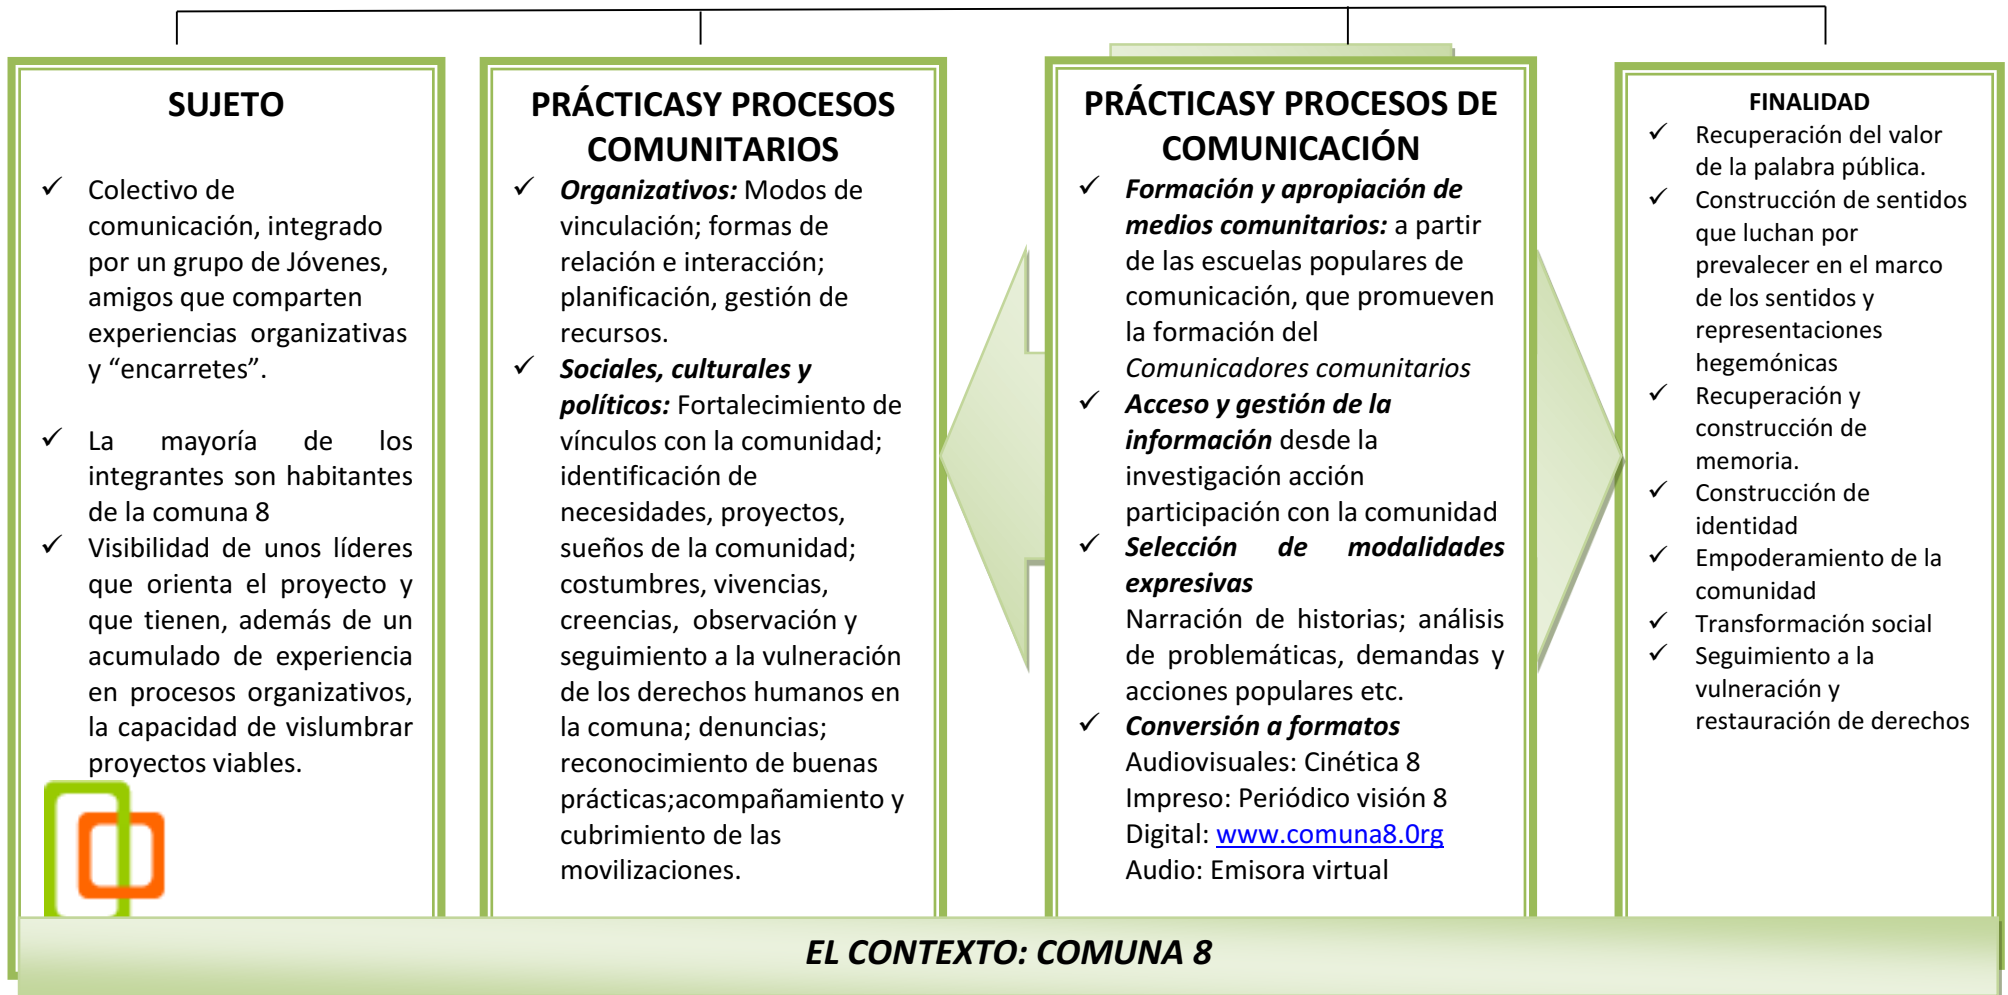 SUJETO
Colectivo de
comunicación, integrado
por un grupo de Jóvenes,
amigos que comparten
experiencias organizativas
y “encarretes”.
La mayoría de los
integrantes son habitantes
de la comuna 8
Visibilidad de unos líderes
que orienta el proyecto y
que tienen, además de un
acumulado de experiencia
en procesos organizativos,
la capacidad de vislumbrar
proyectos viables.
PRÁCTICASY PROCESOS
COMUNITARIOS
Organizativos: Modos de
vinculación; formas de
relación e interacción;
planificación, gestión de
recursos.
Sociales, culturales y
políticos: Fortalecimiento de
vínculos con la comunidad;
identificación de
necesidades, proyectos,
sueños de la comunidad;
costumbres, vivencias,
creencias, observación y
seguimiento a la vulneración
de los derechos humanos en
la comuna; denuncias;
reconocimiento de buenas
prácticas;acompañamiento y
cubrimiento de las
movilizaciones.
PRÁCTICASY PROCESOS DE
COMUNICACIÓN
Formación y apropiación de
medios comunitarios: a partir
de las escuelas populares de
comunicación, que promueven
la formación del
Comunicadores comunitarios
Acceso y gestión de la
información desde la
investigación acción
participación con la comunidad
Selección de modalidades
expresivas
Narración de historias; análisis
de problemáticas, demandas y
acciones populares etc.
Conversión a formatos
Audiovisuales: Cinética 8
Impreso: Periódico visión 8
Digital: www.comuna8.0rg
Audio: Emisora virtual
FINALIDAD
Recuperación del valor
de la palabra pública.
Construcción de sentidos
que luchan por
prevalecer en el marco
de los sentidos y
representaciones
hegemónicas
Recuperación y
construcción de
memoria.
Construcción de
identidad
Empoderamiento de la
comunidad
Transformación social
Seguimiento a la
vulneración y
restauración de derechos
EL CONTEXTO: COMUNA 8